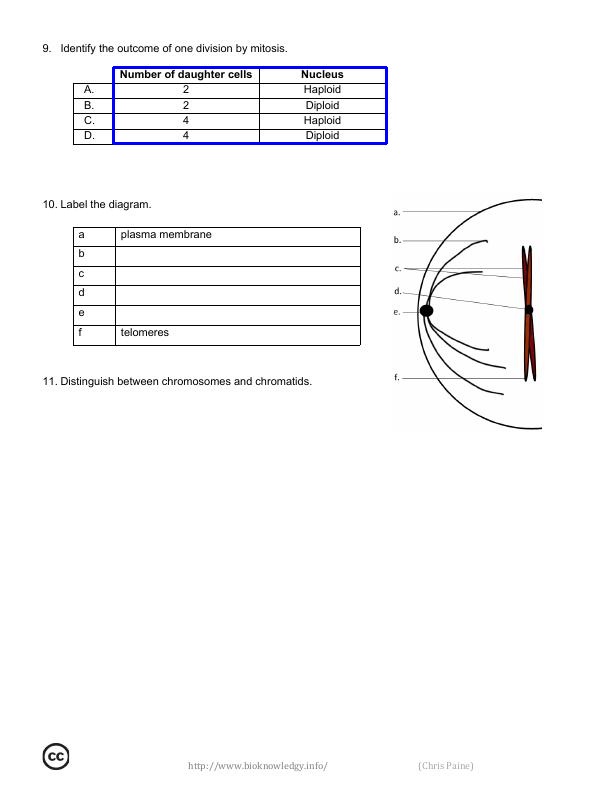 9. Identify the outcome of one division by mitosis.
Number of daughter cells Nucleus
A. 2 Haploid
B. 2 Diploid
C. 4 Haploid
D. 4 Diploid
10. Label the diagram.
a plasma membrane
b
c
d
e
f telomeres
a.
b.
c.
d.
e.
f.
11. Distinguish between chromosomes and chromatids.
cc
http://www.bioknowledgy.info/ (Chris Paine)